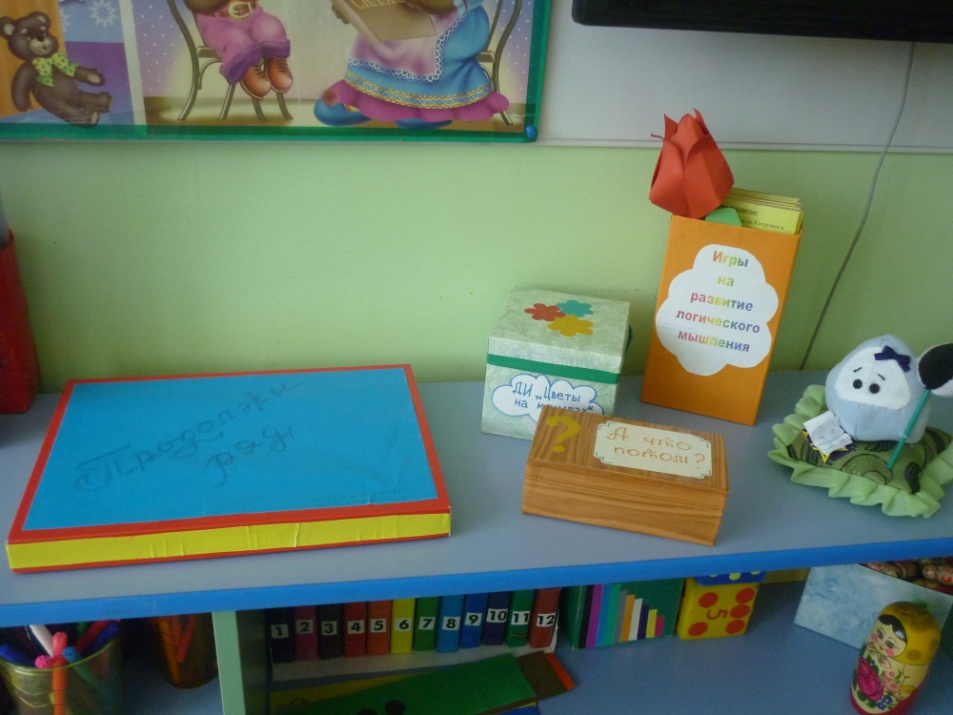 Игры
на
развитие
логического
мышления
ДИ „Цветы
на
А что
потом?
?
Продолжи
ряд
1 2 3 4 5 6 7 8 9 10 11 12
5